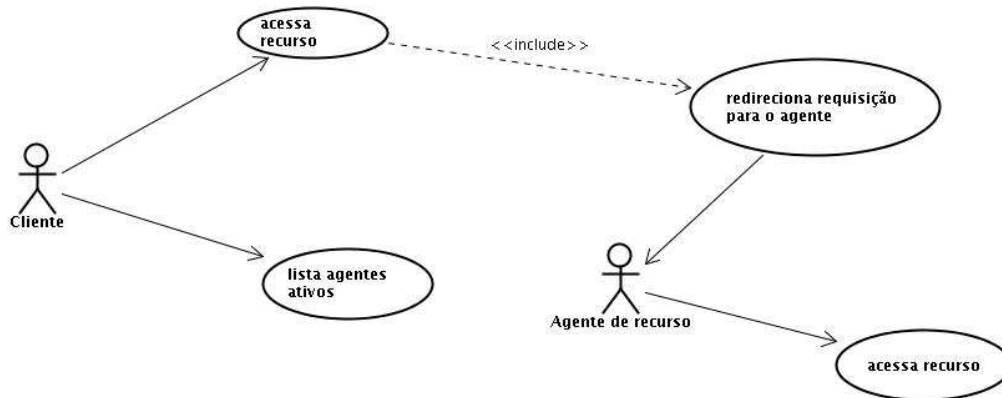 acessa
recurso
<<include>>
redireciona requisição
para o agente
Cliente
lista agentes
ativos
Agente de recurso
acessa recurso